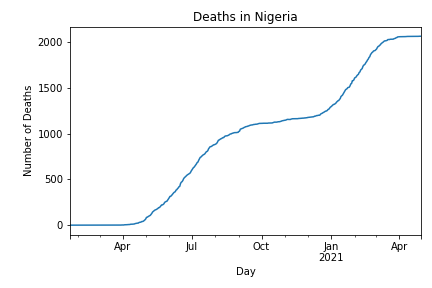 Deaths in Nigeria
Number of Deaths
2000
1500
1000
500
0
Apr Jul Oct Jan Apr
2021
Day